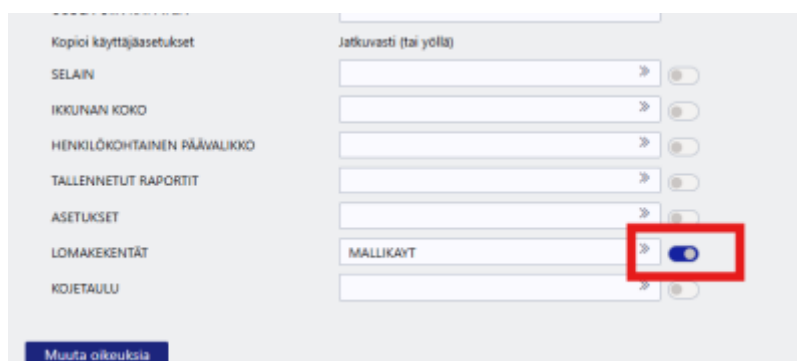 Kopioi käyttäjäasetukset Jatkuvasti (tai yöllä)
SELAIN
IKKUNAN KOKO
HENKILÖKOHTAINEN PÄÄVALIKKO
TALLENNETUT RAPORTIT
ASETUKSET
LOMAKEKENTÄT MALLIKAYT
KOJETAULU
Muuta oikeuksia